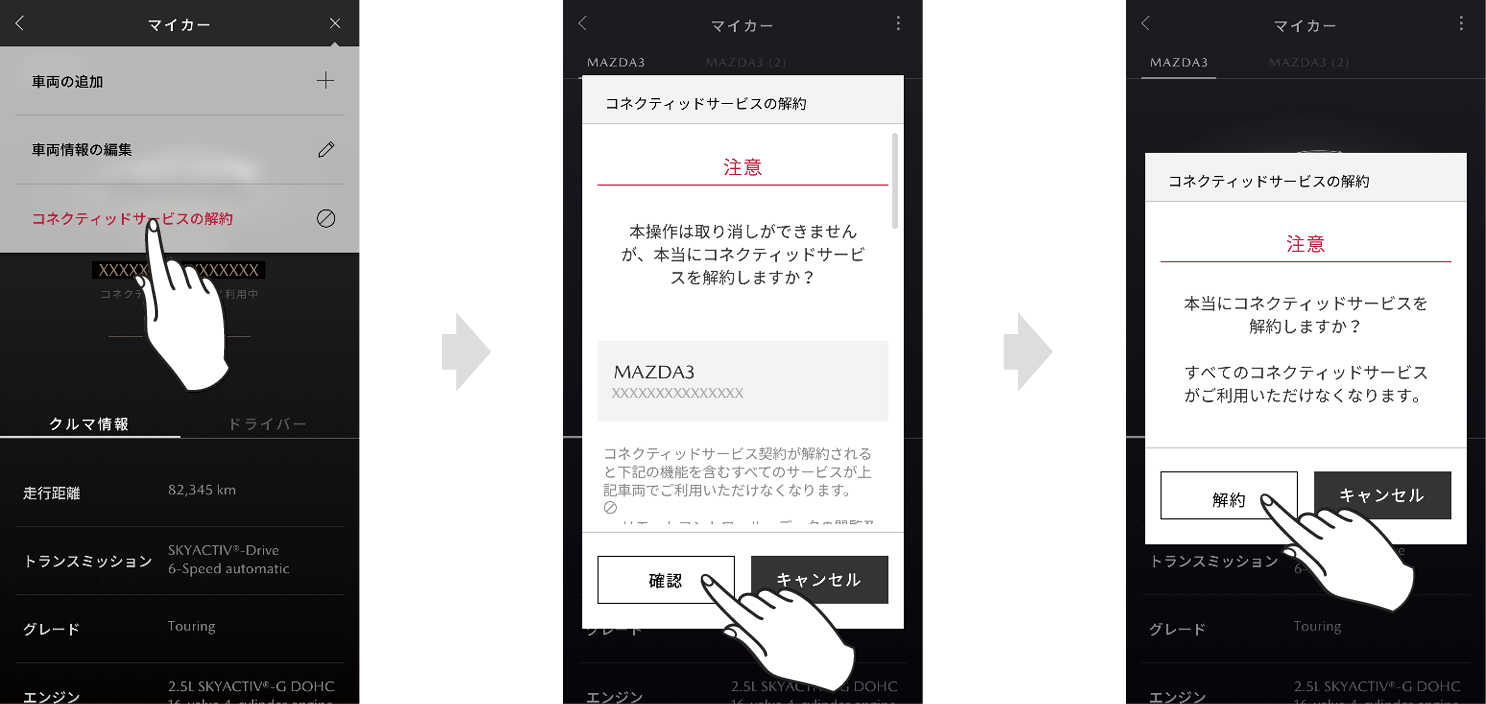 マイカー
車両の追加
車両情報の編集
コネクティッドサービスの解約
利用中
クルマ情報
ドライバー
走行距離
82,345 km
トランスミッション
SKYACTIV®-Drive
6-Speed automatic
グレード
Touring
エンジン
2.5L SKYACTIV®-G DOHC
16-valve 4-cylinder engine
マイカー
MAZDA3
MAZDA3 (2)
コネクティッドサービスの解約
注意
本操作は取り消しができません
が、本当にコネクティッドサービ
スを解約しますか？
MAZDA3
XXXXXXXXXXXXXXX
コネクティッドサービス契約が解約される
と下記の機能を含むすべてのサービスが上
記車両でご利用いただけなくなります。
確認
キャンセル
グレード
エンジン
2.5L SKYACTIV®-G DOHC
16-valve 4-cylinder engine
マイカー
MAZDA3
MAZDA3 (2)
コネクティッドサービスの解約
注意
本当にコネクティッドサービスを
解約しますか？
すべてのコネクティッドサービス
がご利用いただけなくなります。
解約
キャンセル
トランスミッション
グレード
Touring
エンジン
2.5L SKYACTIV®-G DOHC
16-valve 4-cylinder engine